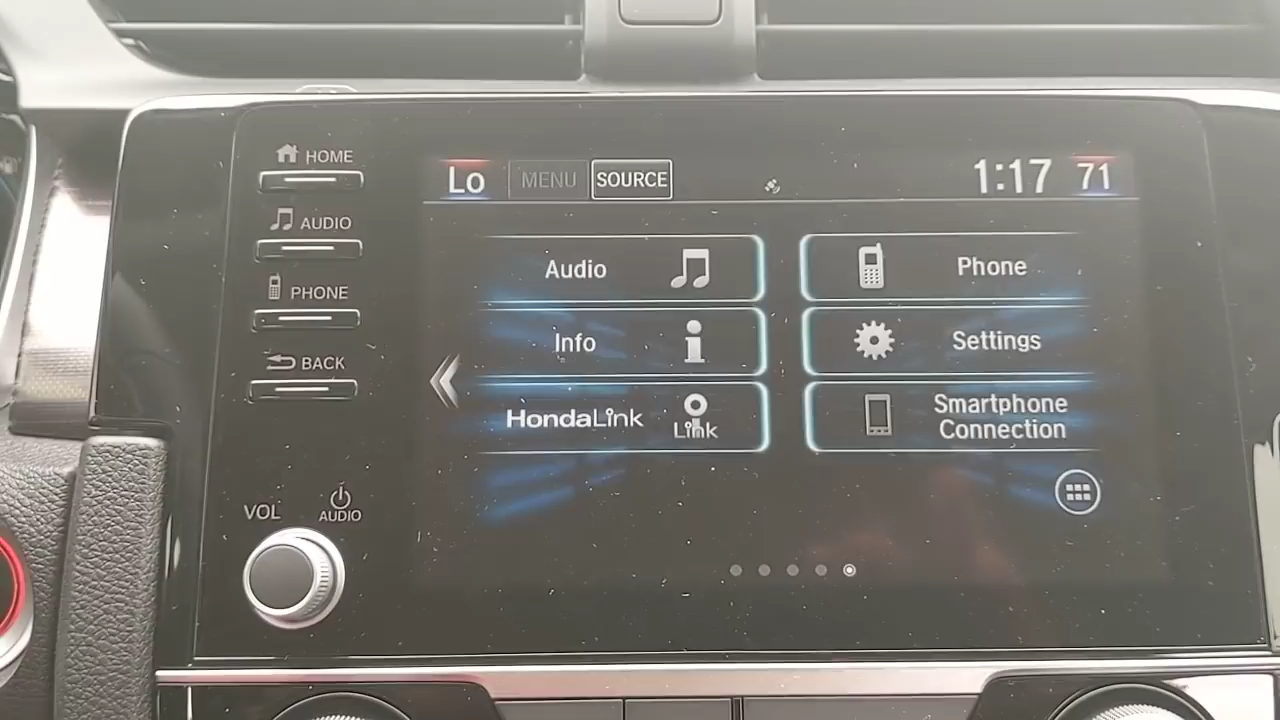 HOME
AUDIO
PHONE
BACK
VOL
AUDIO
Lo
MENU
SOURCE
1:17
71
Audio
Phone
Info
Settings
HondaLink
Link
Smartphone
Connection